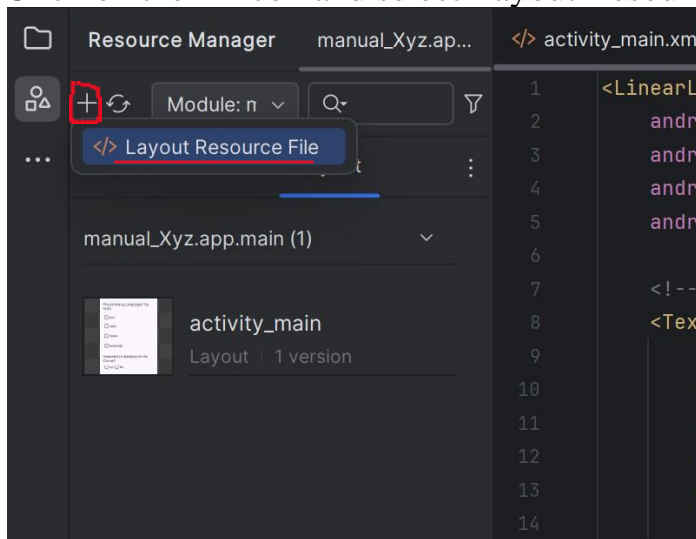 Resource Manager manual_Xyz.ap... </> activity_main.xm
+ Module:
</> Layout Resource File
manual_Xyz.app.main (1)
activity_main
Layout | 1 version
1 <LinearL
2 andr
3 andr
4 andr
5 andr
6
7 <!--
8 <Tex
9
10
11
12
13
14